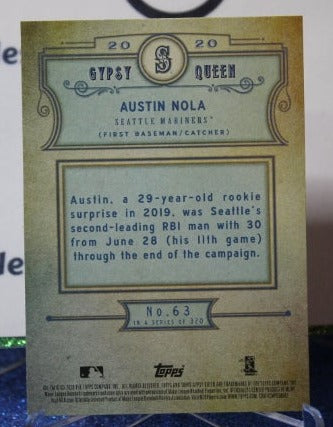 20 S 20
GYPSY QUEEN
AUSTIN NOLA
SEATTLE MARINERS™
(FIRST BASEMAN/CATCHER)
Austin, a 29-year-old rookie
surprise in 2019, was Seattle's
second-leading RBI man with 30
from June 28 (his 11th game)
through the end of the campaign.
No. 63
IN A SERIES OF 320
Topps